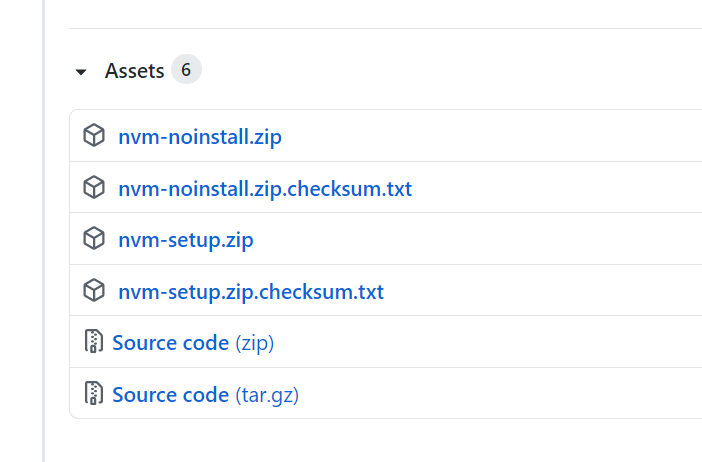 Assets 6
nvm-noinstall.zip
nvm-noinstall.zip.checksum.txt
nvm-setup.zip
nvm-setup.zip.checksum.txt
Source code (zip)
Source code (tar.gz)